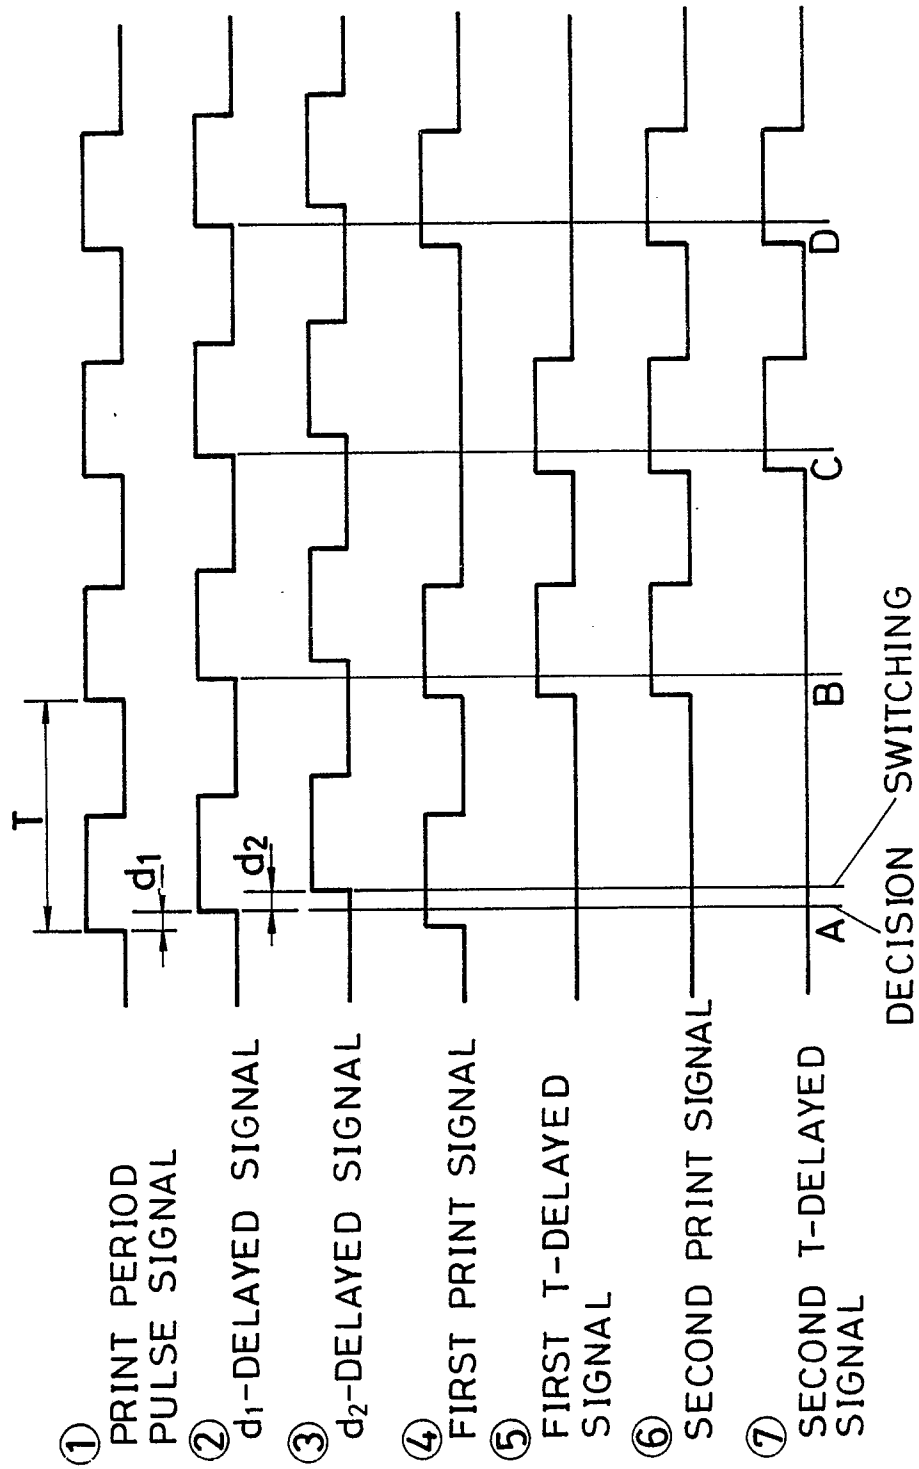 ① PRINT PERIOD
PULSE SIGNAL
T
d1
② d1-DELAYED SIGNAL
d2
③ d2-DELAYED SIGNAL
④ FIRST PRINT SIGNAL
⑤ FIRST T-DELAYED
SIGNAL
⑥ SECOND PRINT SIGNAL
⑦ SECOND T-DELAYED
SIGNAL
A
B
C
D
DECISION
SWITCHING